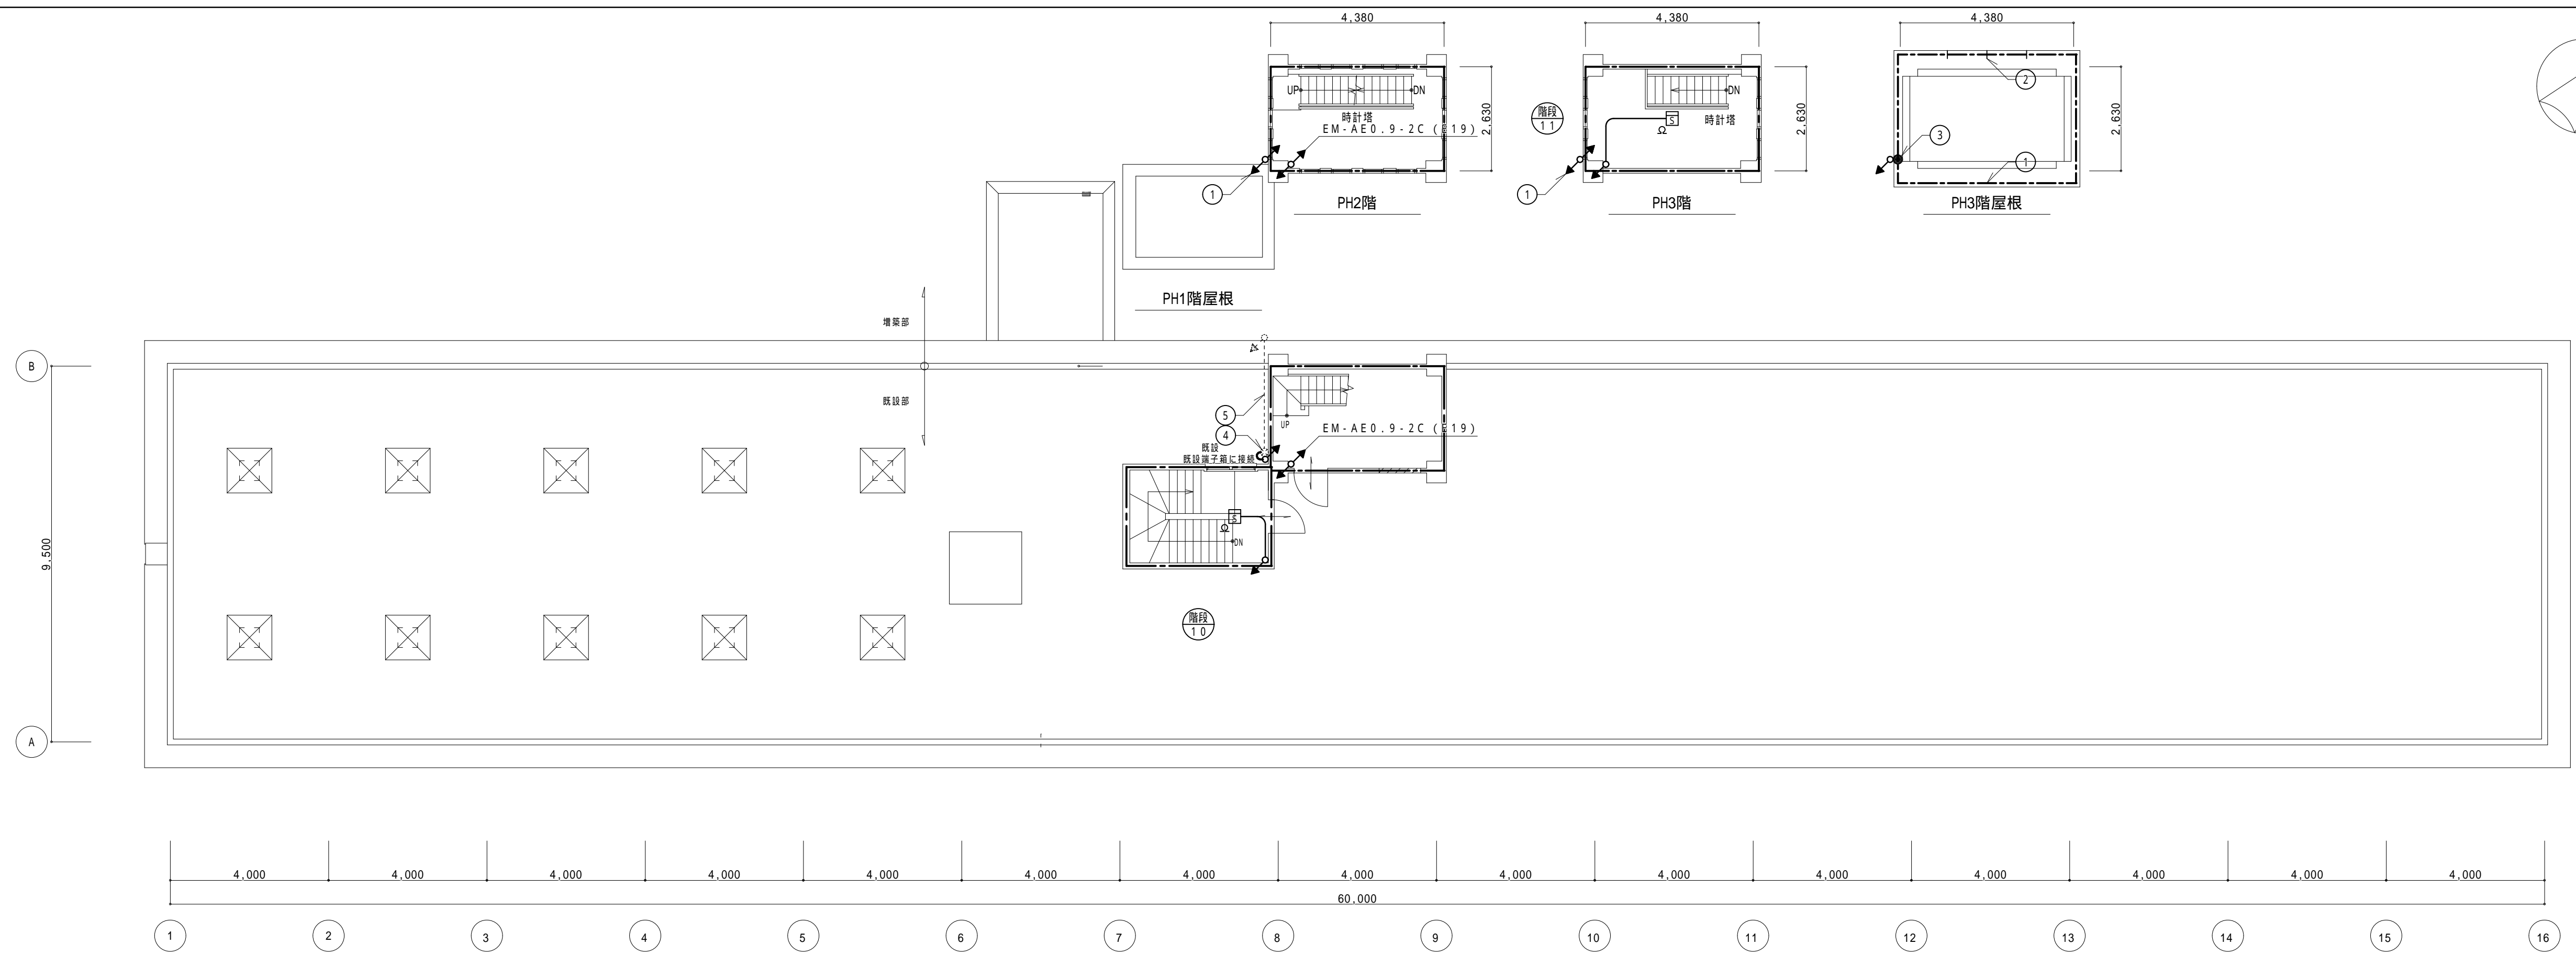 4,380
4,380
4,380
UP
DN
時計塔
EM-AE0.9-2C (E19)
2,630
1
PH2階
階段
11
DN
S
Ω
時計塔
2,630
1
PH3階
2
3
1
2,630
PH3階屋根
PH1階屋根
増築部
既設部
B
A
9,500
5
4
既設
既設端子箱に接続
UP
EM-AE0.9-2C (E19)
S
Ω
DN
階段
10
4,000 4,000 4,000 4,000 4,000 4,000 4,000 4,000 4,000 4,000 4,000 4,000 4,000 4,000 4,000
60,000
1 2 3 4 5 6 7 8 9 10 11 12 13 14 15 16